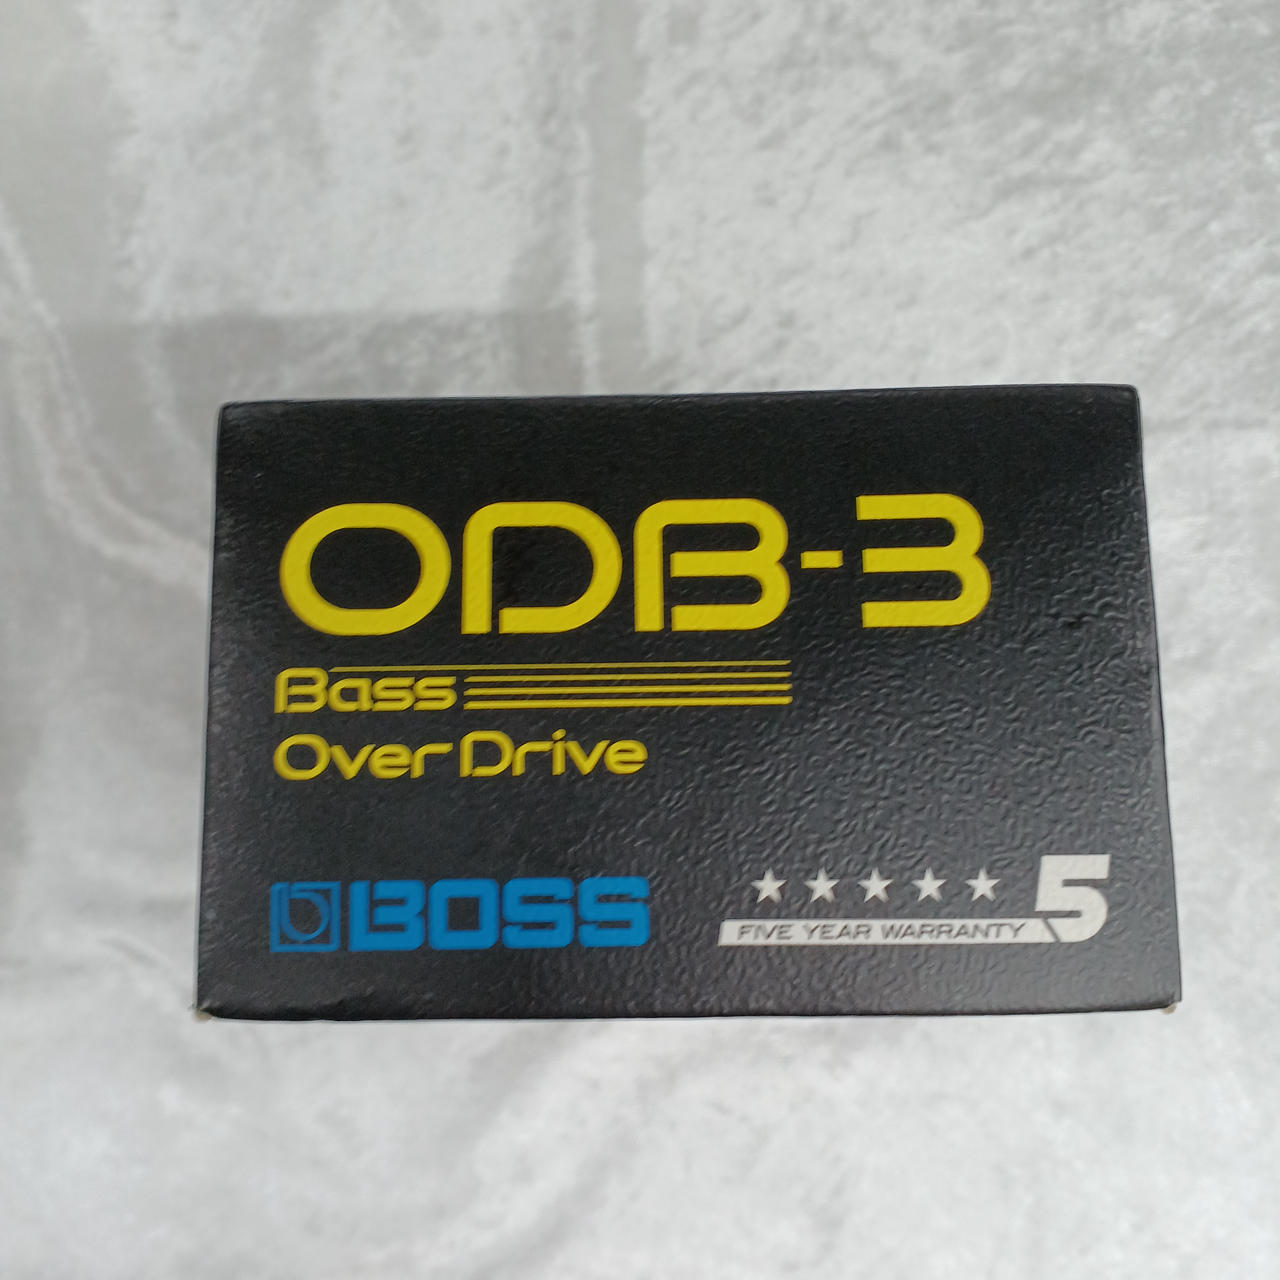 ODB-3
Bass
Over Drive
BOSS
5
FIVE YEAR WARRANTY